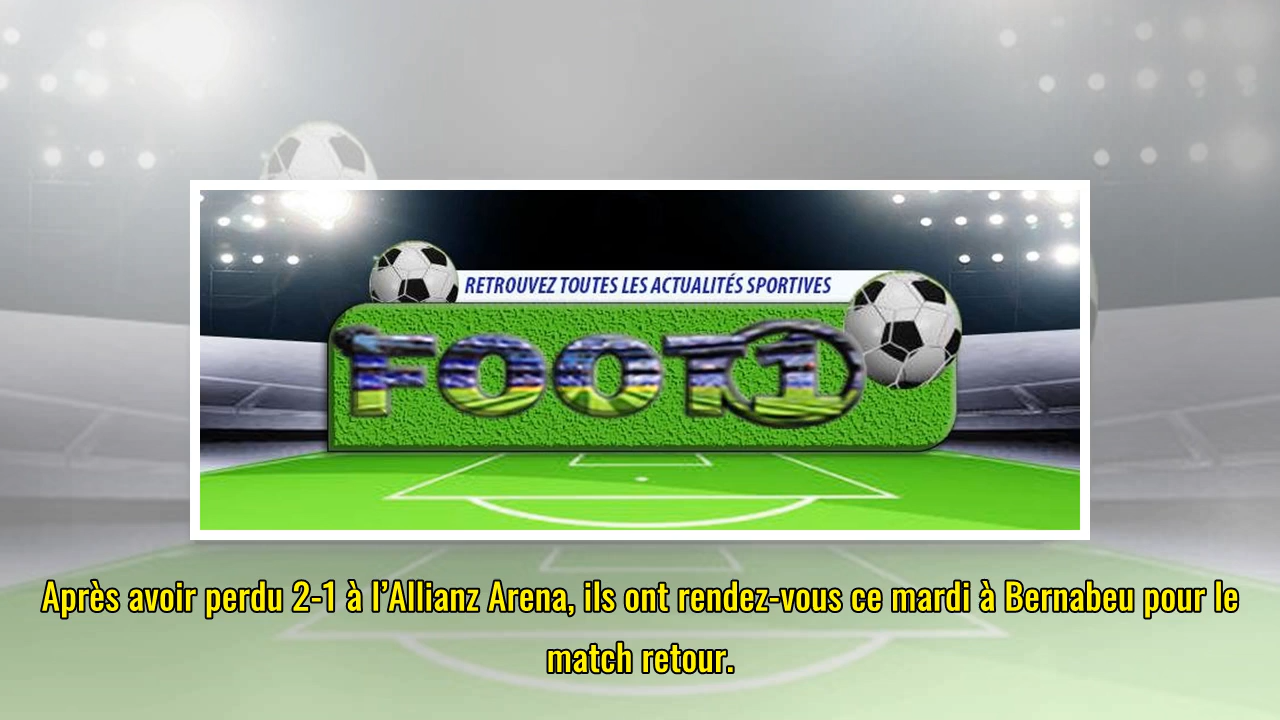 RETROUVEZ TOUTES LES ACTUALITÉS SPORTIVES
FOOT1
Après avoir perdu 2-1 à l’Allianz Arena, ils ont rendez-vous ce mardi à Bernabeu pour le
match retour.